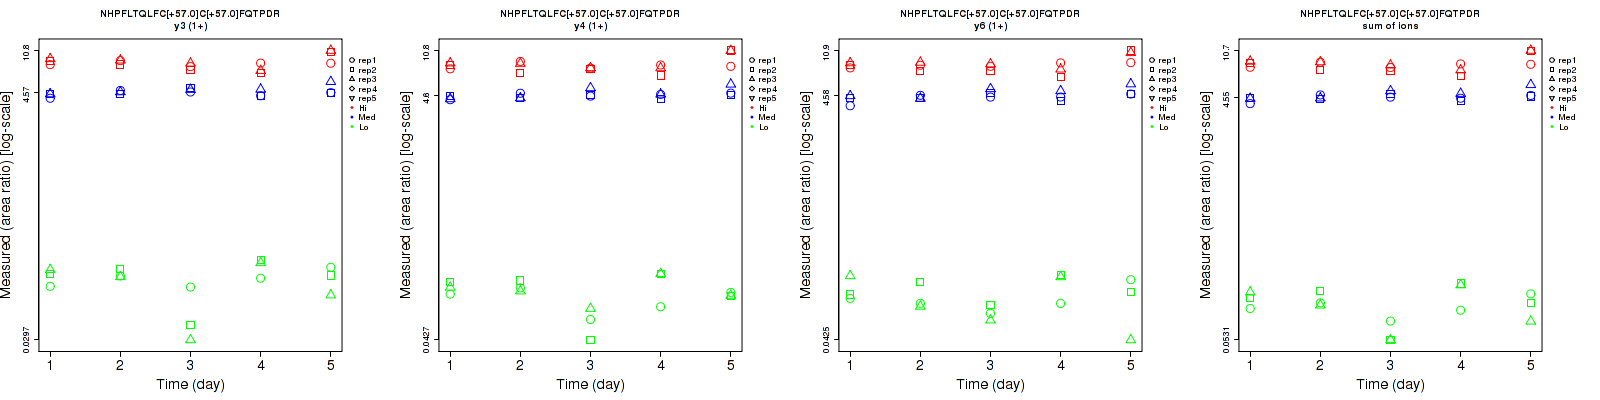 NHPFLTQLFC[+57.0]C[+57.0]FQTPDR
y3 (1+)
Measured (area ratio) [log-scale]
10.8
4.57
0.0297
1 2 3 4 5
Time (day)
rep1
rep2
rep3
rep4
rep5
Hi
Med
Lo
NHPFLTQLFC[+57.0]C[+57.0]FQTPDR
y4 (1+)
Measured (area ratio) [log-scale]
10.8
4.6
0.0427
1 2 3 4 5
Time (day)
rep1
rep2
rep3
rep4
rep5
Hi
Med
Lo
NHPFLTQLFC[+57.0]C[+57.0]FQTPDR
y6 (1+)
Measured (area ratio) [log-scale]
10.9
4.58
0.0425
1 2 3 4 5
Time (day)
rep1
rep2
rep3
rep4
rep5
Hi
Med
Lo
NHPFLTQLFC[+57.0]C[+57.0]FQTPDR
sum of ions
Measured (area ratio) [log-scale]
10.7
4.55
0.0531
1 2 3 4 5
Time (day)
rep1
rep2
rep3
rep4
rep5
Hi
Med
Lo